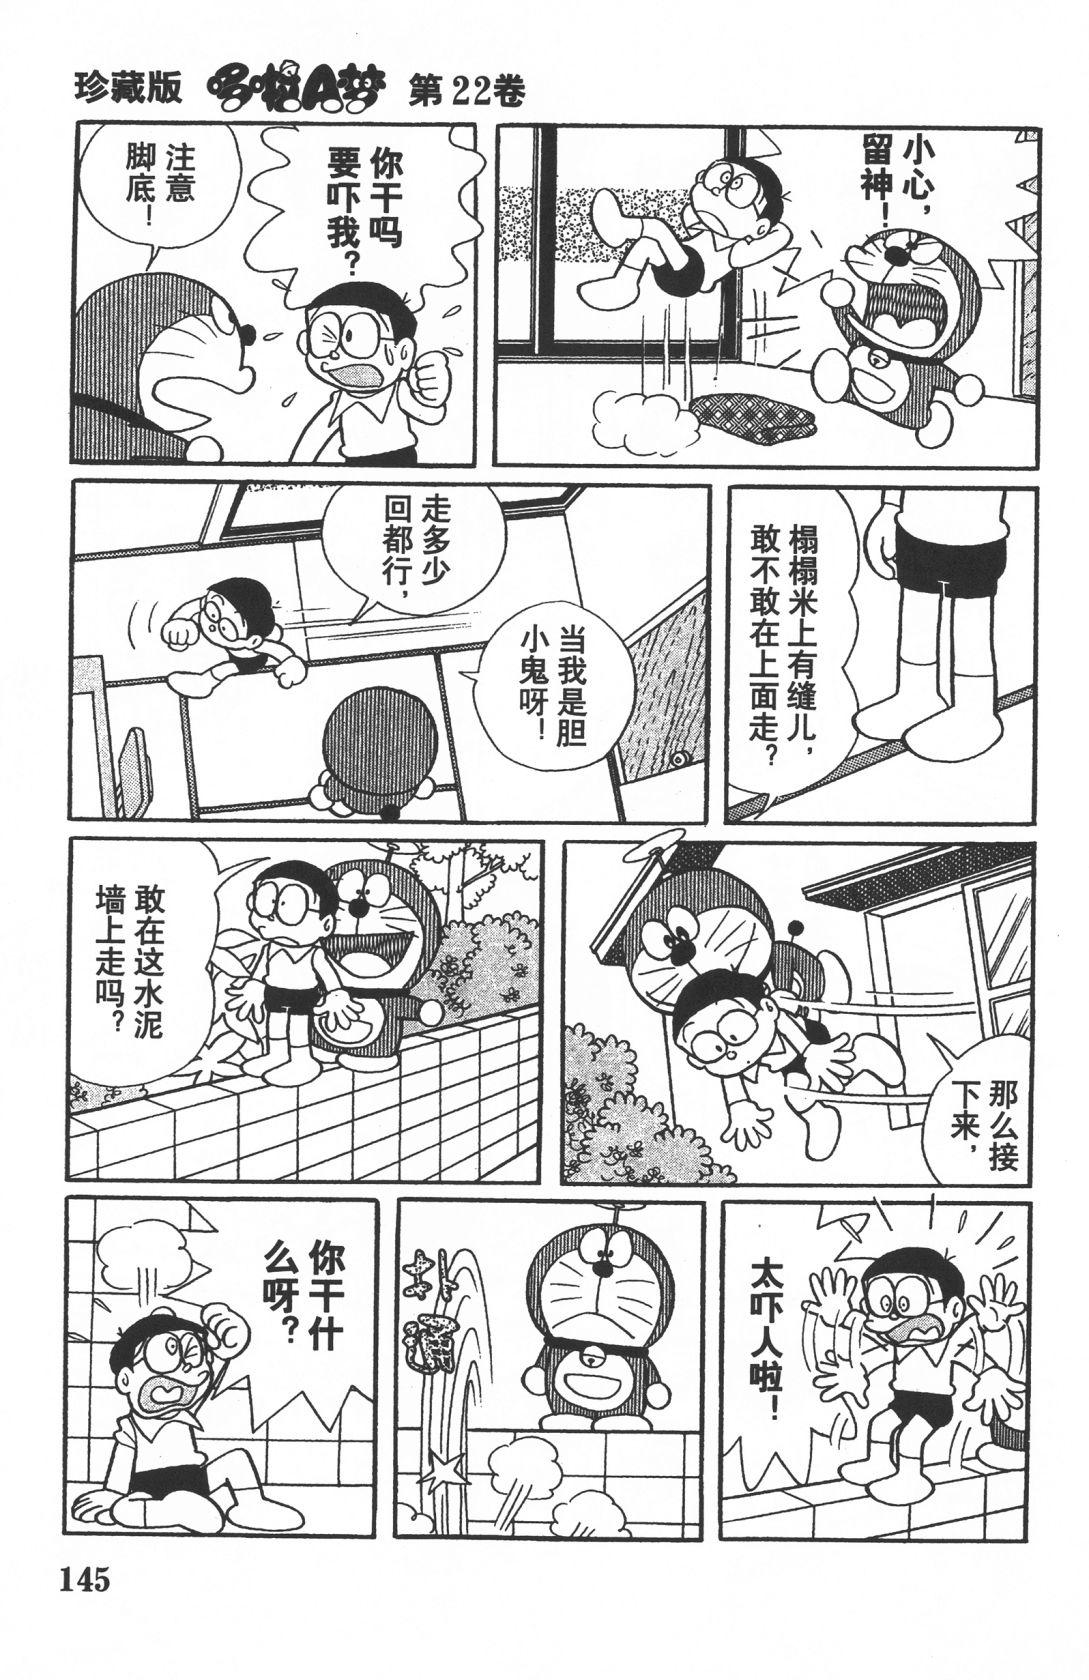 珍藏版 哆啦A梦 第22卷
小心,
留神!
你干吗
要吓我?
注意
脚底!
榻榻米上有缝儿,
敢不敢在上面走?
走多少
回都行,
当我是胆
小鬼呀!
那么接
下来,
敢在这水泥
墙上走吗?
太吓人啦!
你干什
么呀?
145